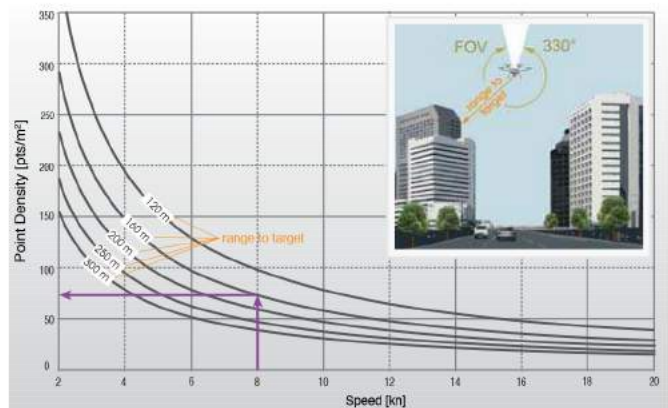 Point Density [pts/m²]
350
300
250
200
150
100
50
0
120 m
160 m
200 m
250 m
300 m
range to target
FOV 330°
range to
target
2 4 6 8 10 12 14 16 18 20
Speed [kn]